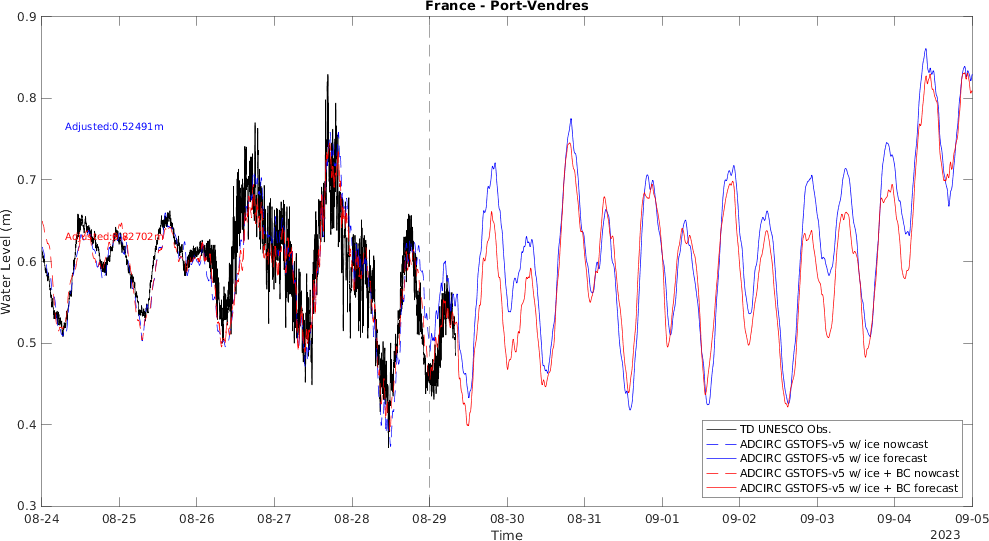 France - Port-Vendres
Water Level (m)
0.9
0.8
0.7
0.6
0.5
0.4
0.3
Adjusted:0.52491m
TD UNESCO Obs.
ADCIRC GSTOFS-v5 w/ ice nowcast
ADCIRC GSTOFS-v5 w/ ice forecast
ADCIRC GSTOFS-v5 w/ ice + BC nowcast
ADCIRC GSTOFS-v5 w/ ice + BC forecast
08-24 08-25 08-26 08-27 08-28 08-29 08-30 08-31 09-01 09-02 09-03 09-04 09-05
Time
2023